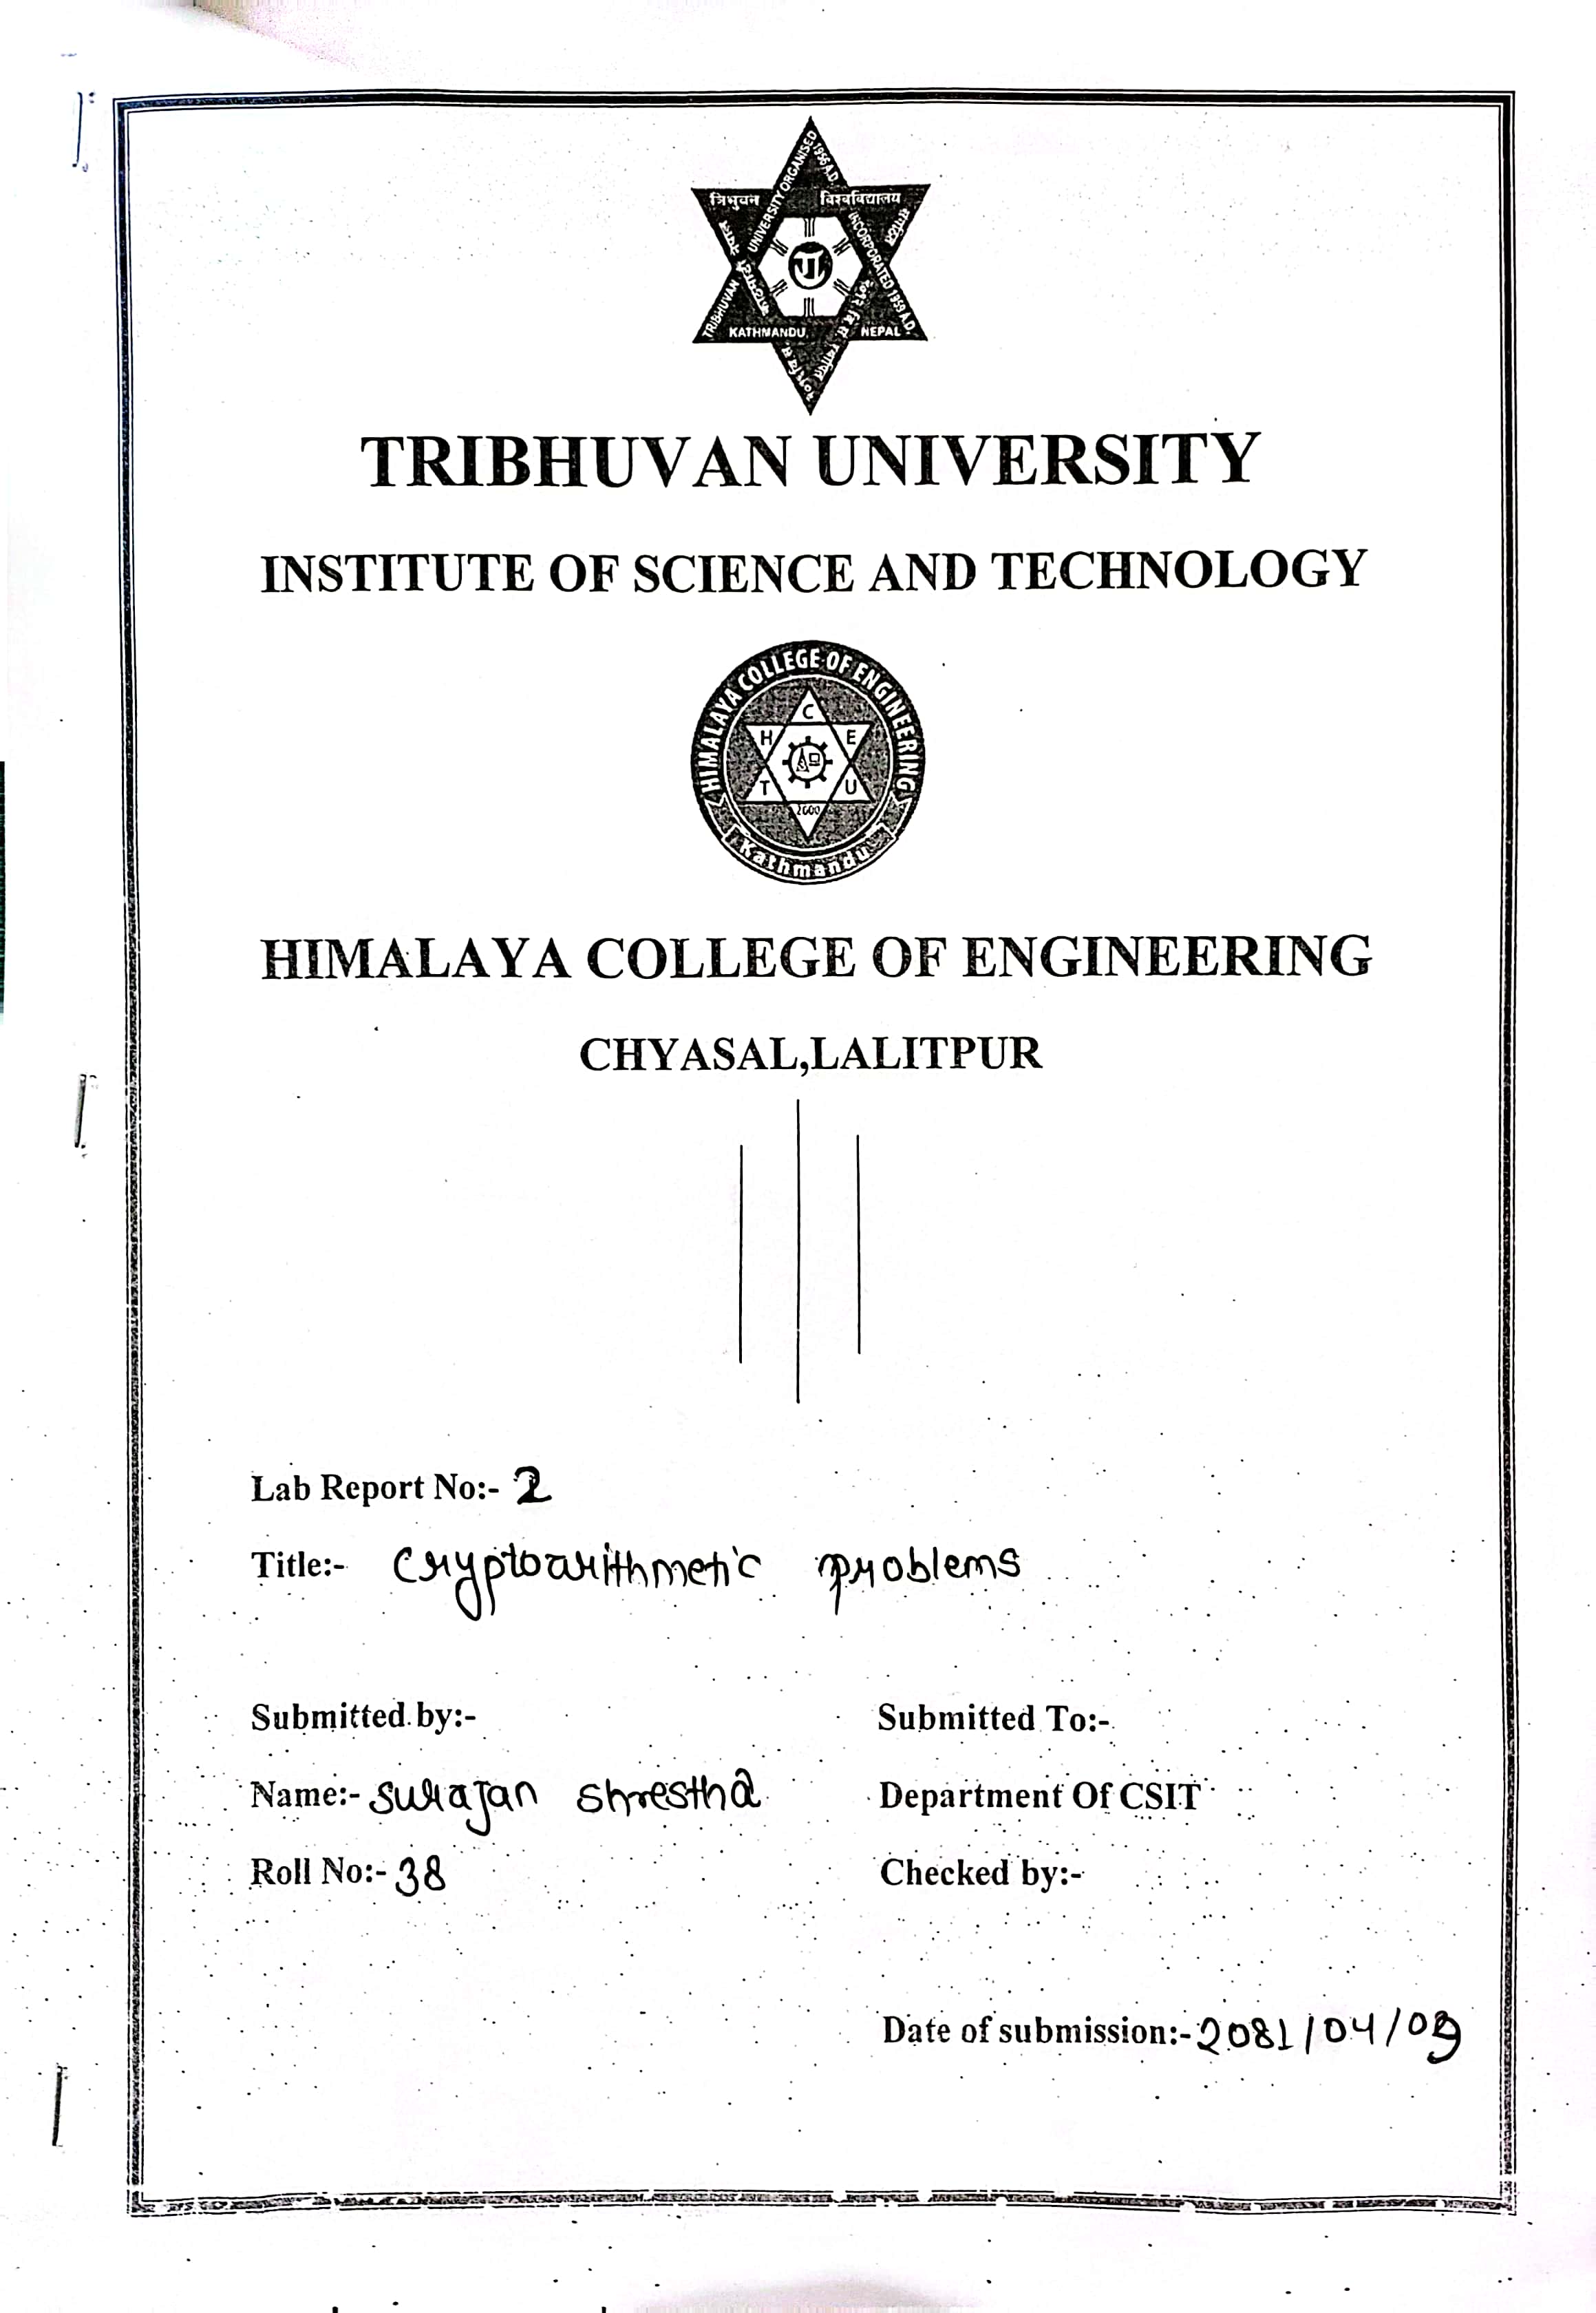 त्रिभुवन विश्वविद्यालय
UNIVERSITY ORGANISED 1956 A.D.
INCORPORATED 1959 A.D.
TRIBHUVAN
KATHMANDU, NEPAL
TRIBHUVAN UNIVERSITY
INSTITUTE OF SCIENCE AND TECHNOLOGY
HIMALAYA COLLEGE OF ENGINEERING
C
H E
T U
2000
Kathmandu
HIMALAYA COLLEGE OF ENGINEERING
CHYASAL,LALITPUR
Lab Report No:- 2
Title:- Cryptoarithmetic problems
Submitted by:- Submitted To:-
Name:- Surajan Shrestha Department Of CSIT
Roll No:- 38 Checked by:-
Date of submission:- 2081/04/